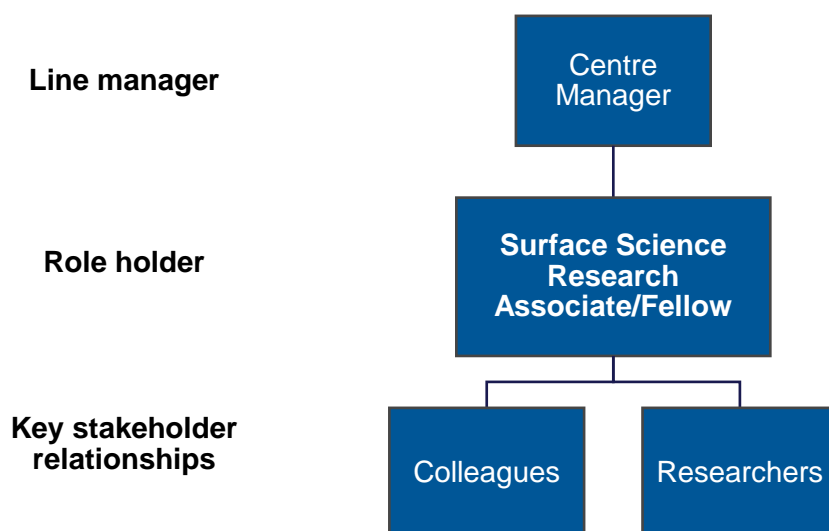 Line manager
Centre
Manager
Role holder
Surface Science
Research
Associate/Fellow
Key stakeholder
relationships
Colleagues
Researchers